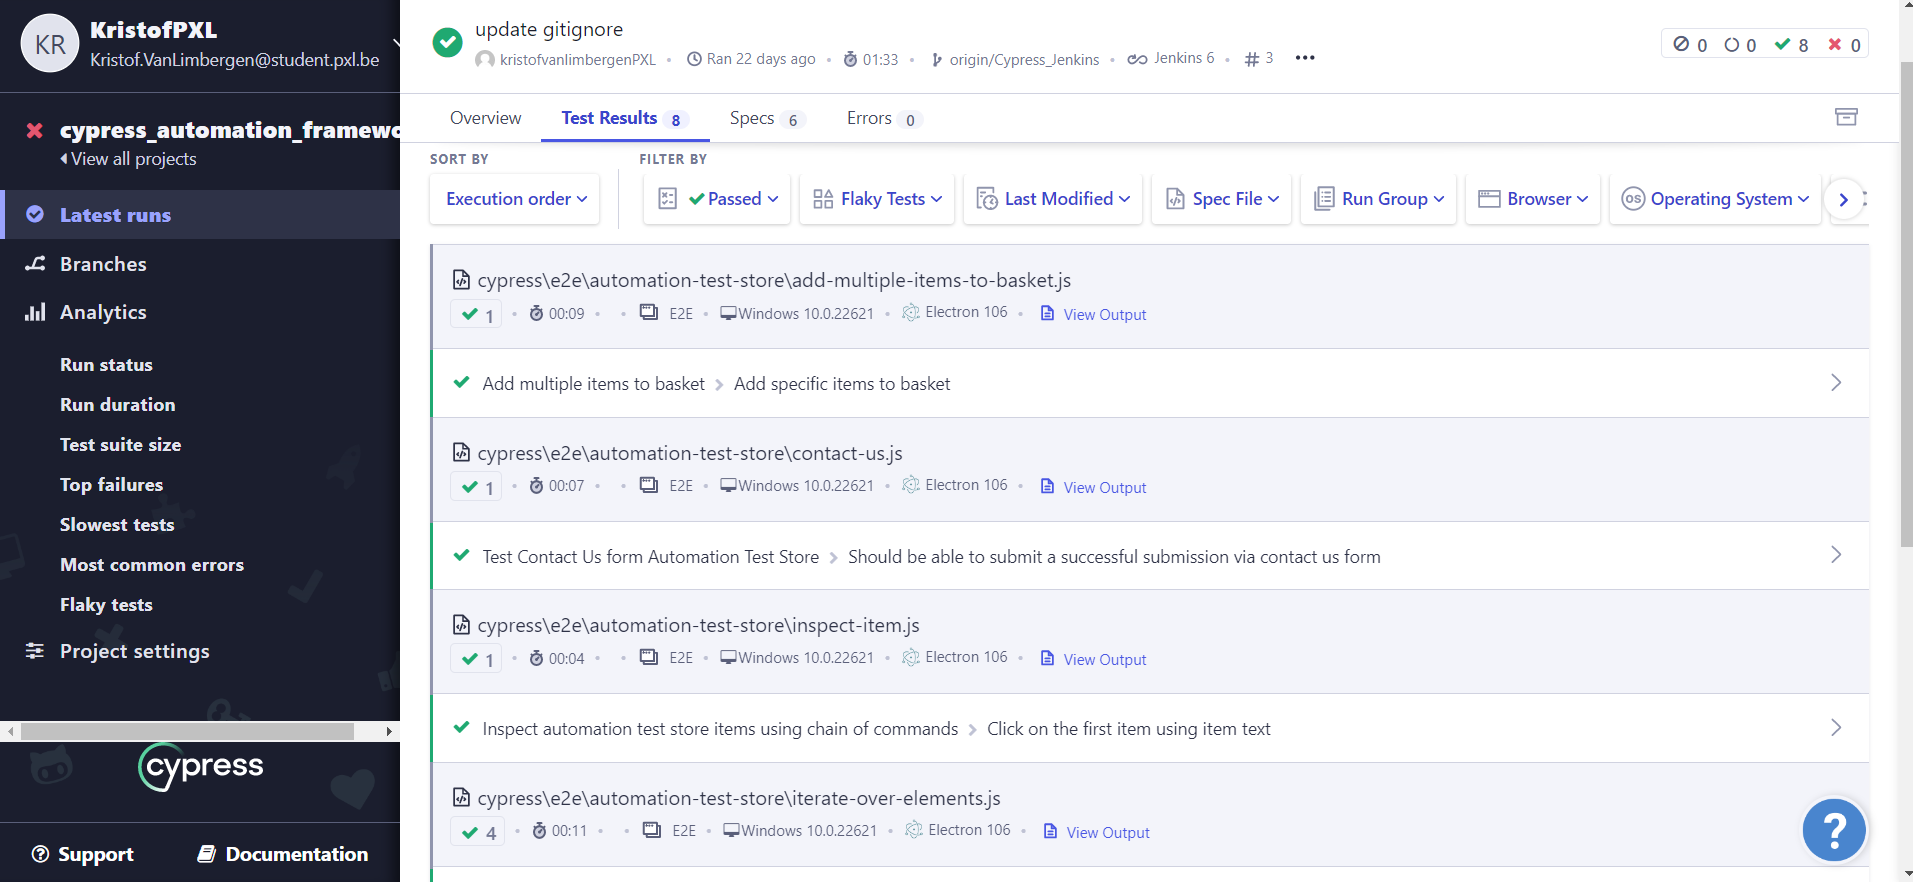 KR
KristofPXL
Kristof.VanLimbergen@student.pxl.be
cypress_automation_framewo
View all projects
Latest runs
Branches
Analytics
Run status
Run duration
Test suite size
Top failures
Slowest tests
Most common errors
Flaky tests
Project settings
cypress
Support
Documentation
update gitignore
kristofvanlimbergenPXL • Ran 22 days ago • 01:33 • origin/Cypress_Jenkins • Jenkins 6 • # 3 •••
0 0 8 0
Overview Test Results 8 Specs 6 Errors 0
SORT BY FILTER BY
Execution order Passed Flaky Tests Last Modified Spec File Run Group Browser OS Operating System
cypress\e2e\automation-test-store\add-multiple-items-to-basket.js
1 • 00:09 • • E2E • Windows 10.0.22621 • Electron 106 • View Output
Add multiple items to basket > Add specific items to basket
cypress\e2e\automation-test-store\contact-us.js
1 • 00:07 • • E2E • Windows 10.0.22621 • Electron 106 • View Output
Test Contact Us form Automation Test Store > Should be able to submit a successful submission via contact us form
cypress\e2e\automation-test-store\inspect-item.js
1 • 00:04 • • E2E • Windows 10.0.22621 • Electron 106 • View Output
Inspect automation test store items using chain of commands > Click on the first item using item text
cypress\e2e\automation-test-store\iterate-over-elements.js
4 • 00:11 • • E2E • Windows 10.0.22621 • Electron 106 • View Output
?